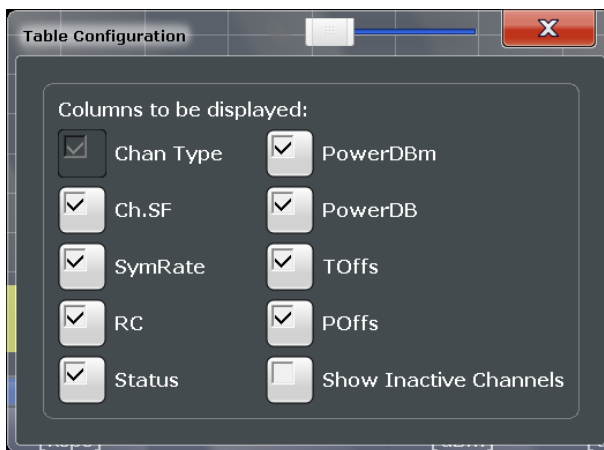 Table Configuration
X
Columns to be displayed:
Chan Type
PowerDBm
Ch.SF
PowerDB
SymRate
TOffs
RC
POffs
Status
Show Inactive Channels